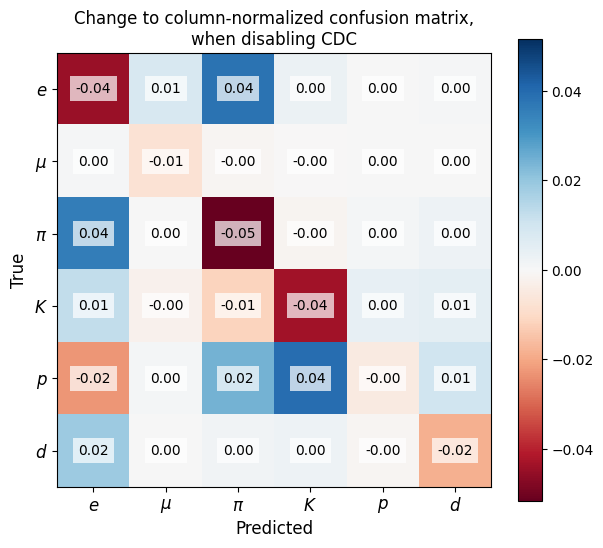 Change to column-normalized confusion matrix,
when disabling CDC
e -0.04 0.01 0.04 0.00 0.00 0.00
μ 0.00 -0.01 -0.00 -0.00 0.00 0.00
π 0.04 0.00 -0.05 -0.00 0.00 0.00
K 0.01 -0.00 -0.01 -0.04 0.00 0.01
p -0.02 0.00 0.02 0.04 -0.00 0.01
d 0.02 0.00 0.00 0.00 -0.00 -0.02
e μ π K p d
Predicted
True
0.04
0.02
0.00
−0.02
−0.04